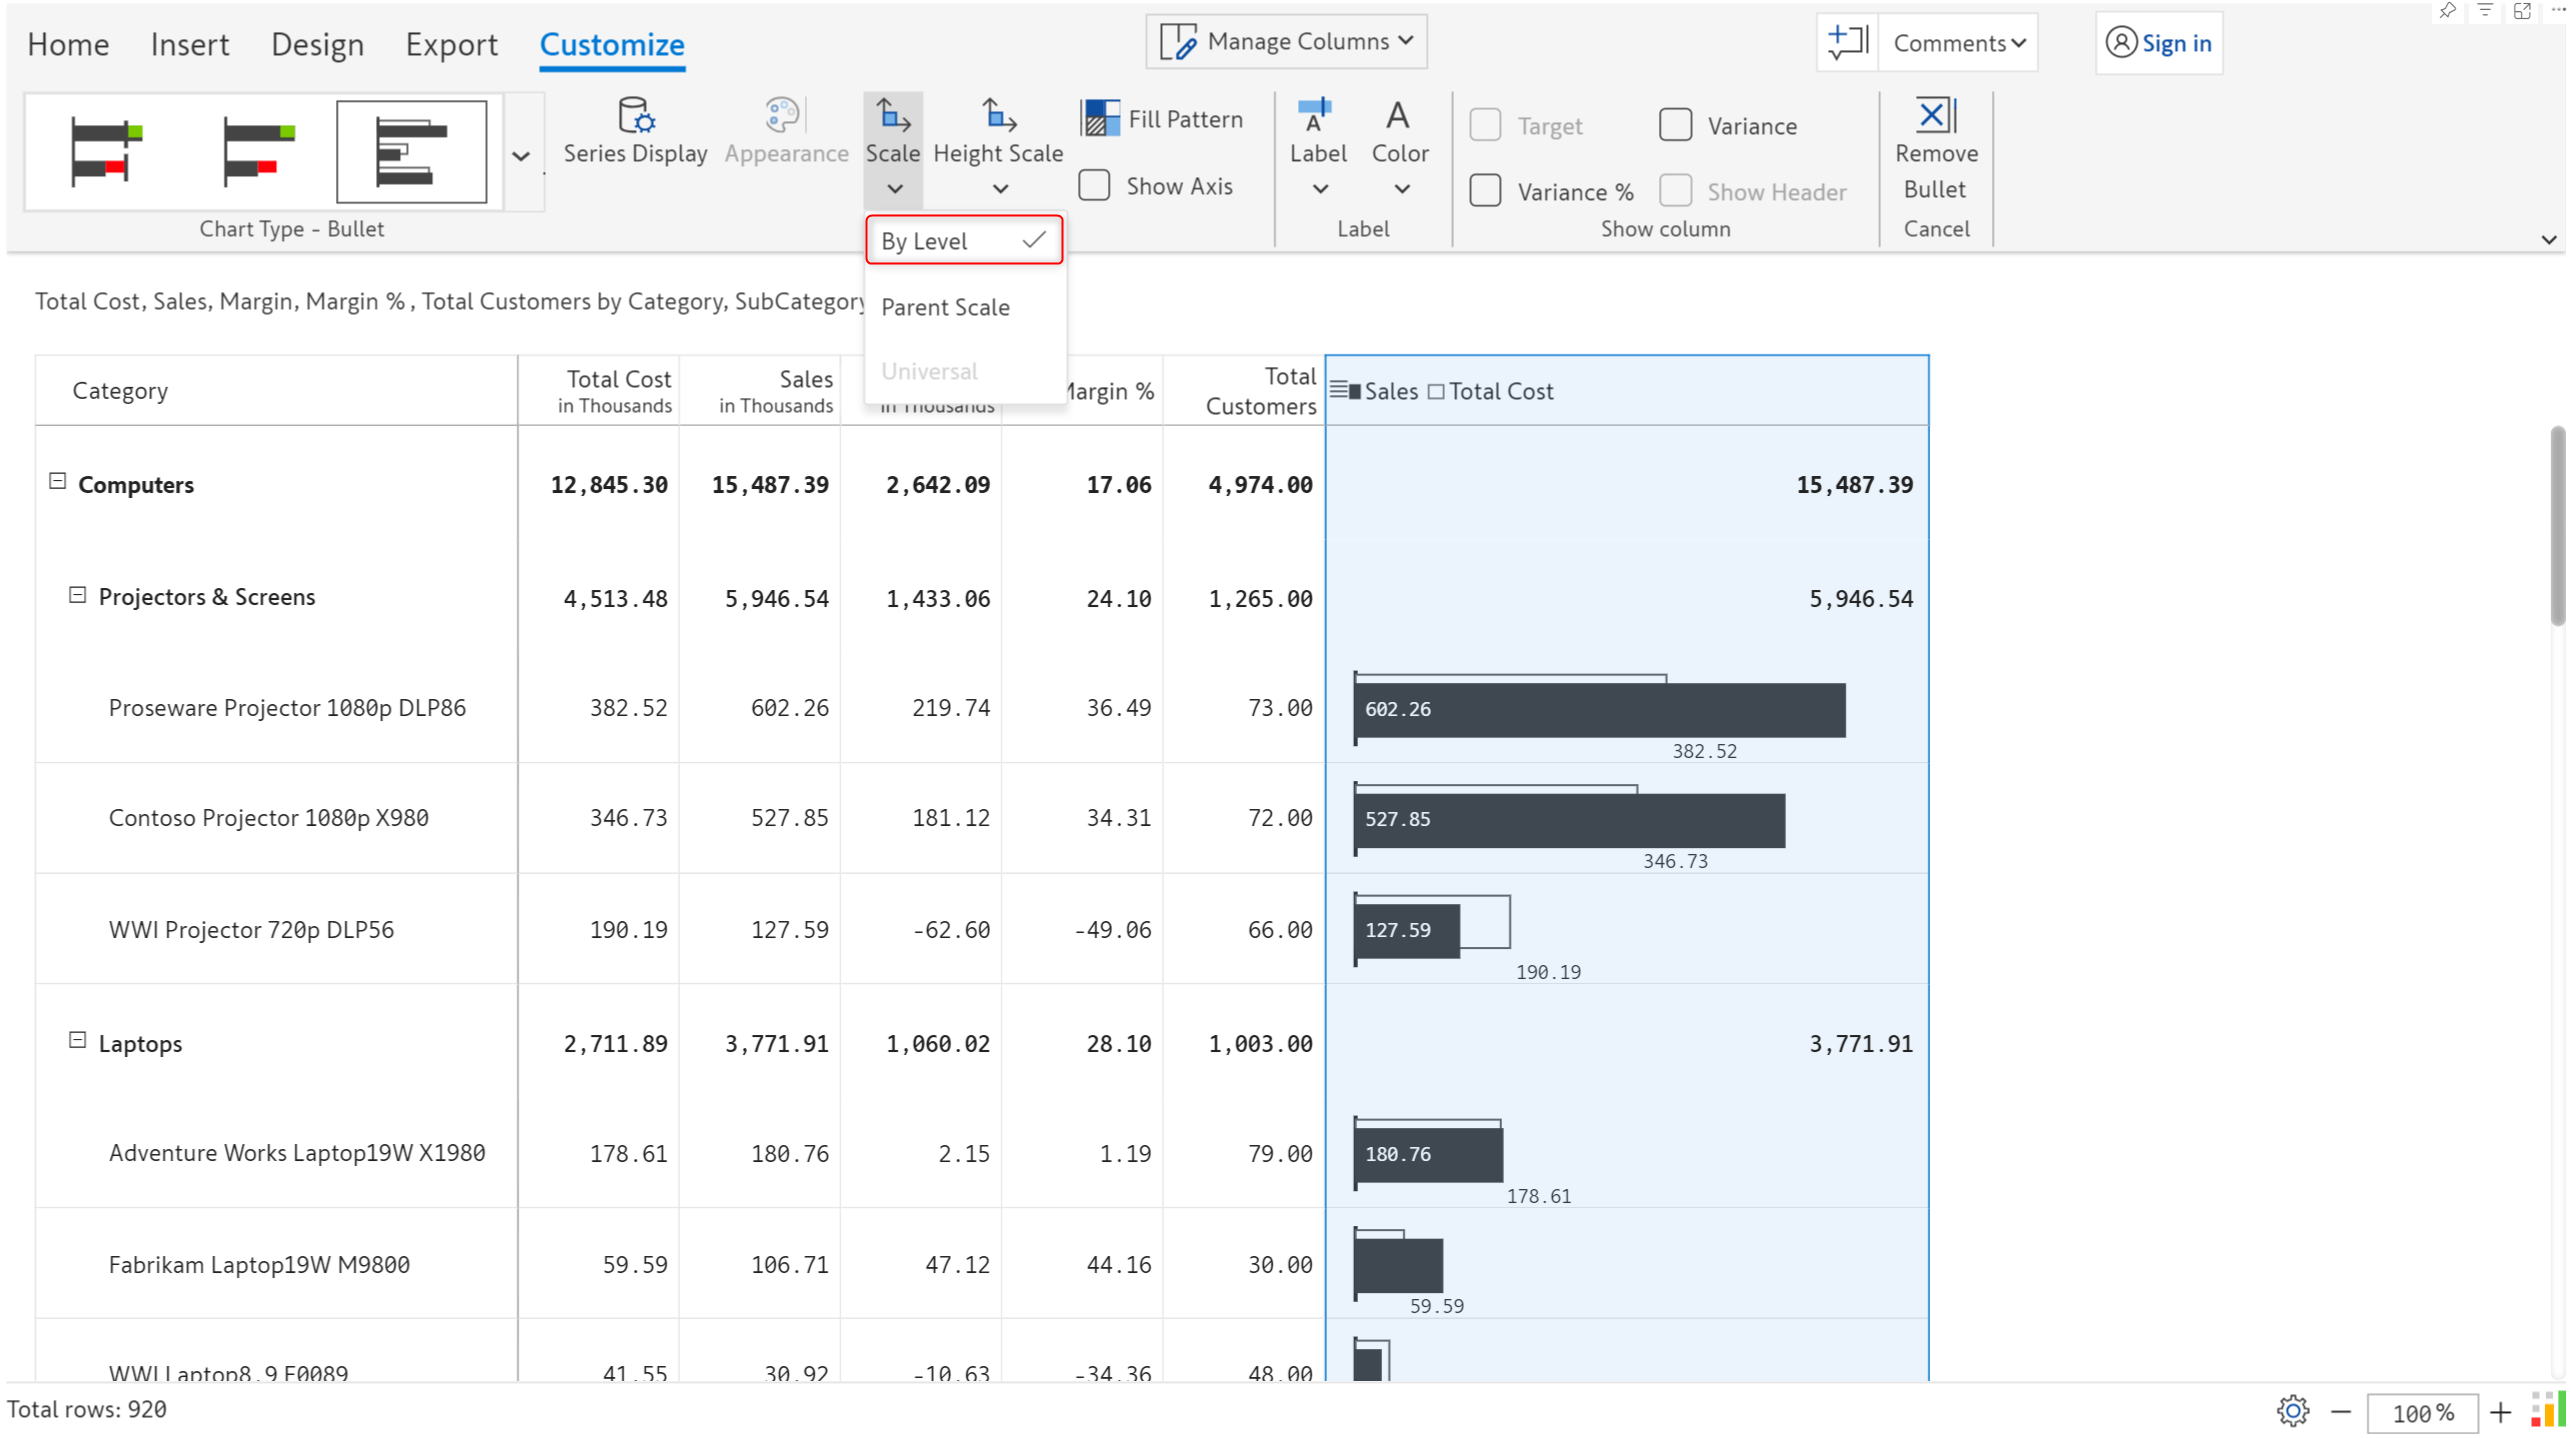 Home Insert Design Export Customize Manage Columns Comments Sign in
Series Display Appearance Scale Height Scale Fill Pattern Show Axis Label Color Target Variance Variance % Show Header Remove Bullet
Chart Type - Bullet Label Show column Cancel
By Level
Parent Scale
Universal
Total Cost, Sales, Margin, Margin % , Total Customers by Category, SubCategory
Category Total Cost in Thousands Sales in Thousands in Thousands Margin % Total Customers Sales Total Cost
Computers 12,845.30 15,487.39 2,642.09 17.06 4,974.00 15,487.39
Projectors & Screens 4,513.48 5,946.54 1,433.06 24.10 1,265.00 5,946.54
Proseware Projector 1080p DLP86 382.52 602.26 219.74 36.49 73.00 602.26
382.52
Contoso Projector 1080p X980 346.73 527.85 181.12 34.31 72.00 527.85
346.73
WWI Projector 720p DLP56 190.19 127.59 -62.60 -49.06 66.00 127.59
190.19
Laptops 2,711.89 3,771.91 1,060.02 28.10 1,003.00 3,771.91
Adventure Works Laptop19W X1980 178.61 180.76 2.15 1.19 79.00 180.76
178.61
Fabrikam Laptop19W M9800 59.59 106.71 47.12 44.16 30.00
59.59
WWI Laptop8.9 E0089 41.55 30.92 -10.63 -34.36 48.00
Total rows: 920 100 %